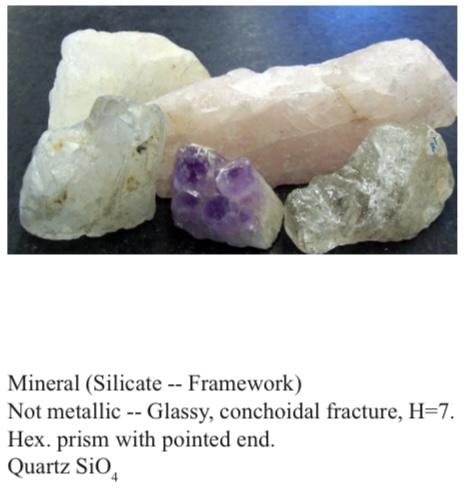 Mineral (Silicate -- Framework)
Not metallic -- Glassy, conchoidal fracture, H=7.
Hex. prism with pointed end.
Quartz SiO₄